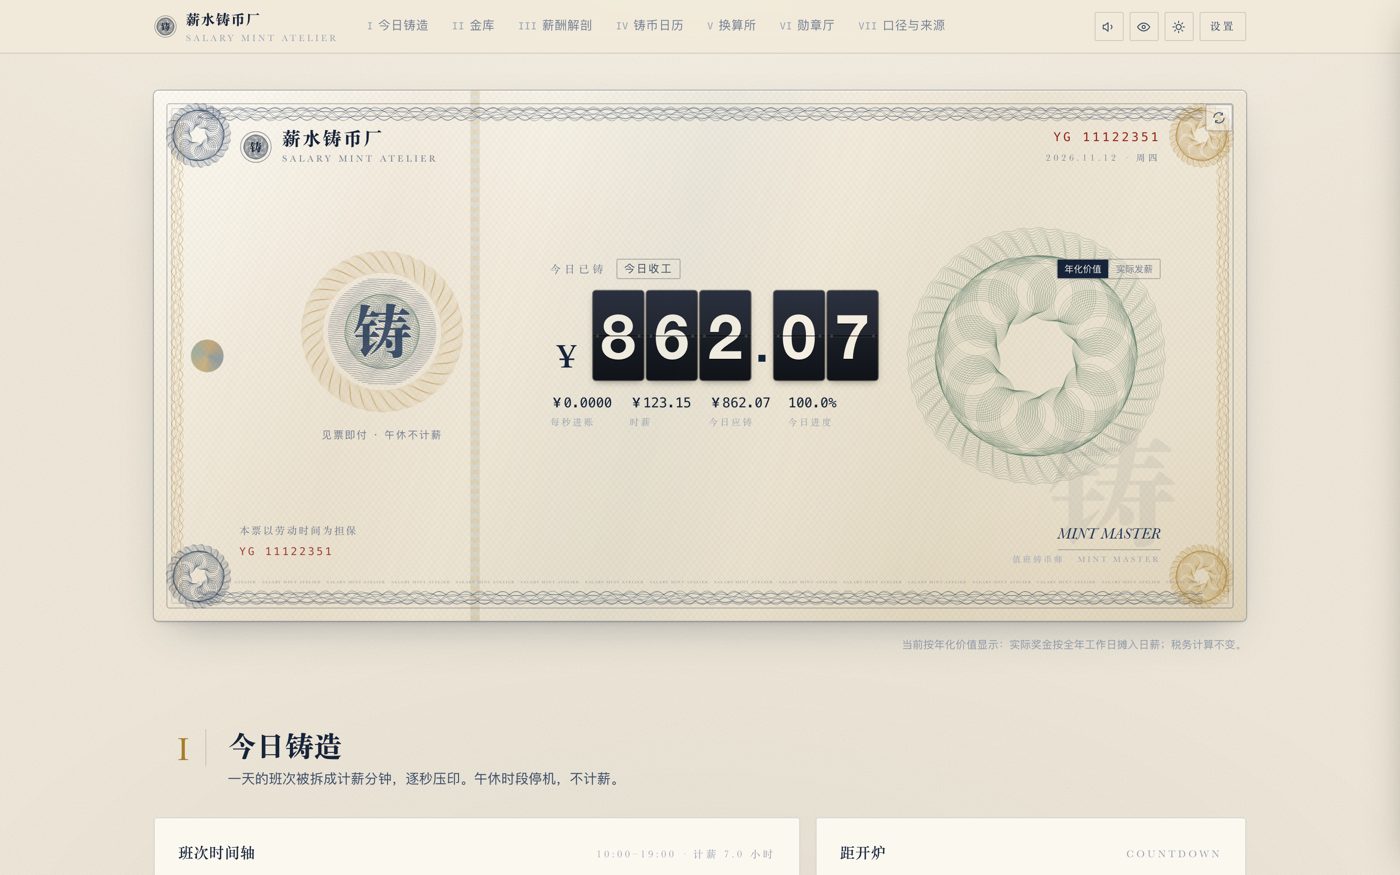 铸
薪水铸币厂
SALARY MINT ATELIER
I 今日铸造
II 金库
III 薪酬解剖
IV 铸币日历
V 换算所
VI 勋章厅
VII 口径与来源
设置
铸
薪水铸币厂
SALARY MINT ATELIER
YG 11122351
2026.11.12 · 周四
铸
见票即付 · 午休不计薪
今日已铸 今日收工
年化价值 实际发薪
¥ 862.07
¥0.0000 ¥123.15 ¥862.07 100.0%
每秒进账 时薪 今日应铸 今日进度
铸
本票以劳动时间为担保
YG 11122351
MINT MASTER
值班铸币师 · MINT MASTER
当前按年化价值显示：实际奖金按全年工作日摊入日薪；税务计算不变。
I
今日铸造
一天的班次被拆成计薪分钟，逐秒压印。午休时段停机，不计薪。
班次时间轴
10:00–19:00 · 计薪 7.0 小时
距开炉
COUNTDOWN